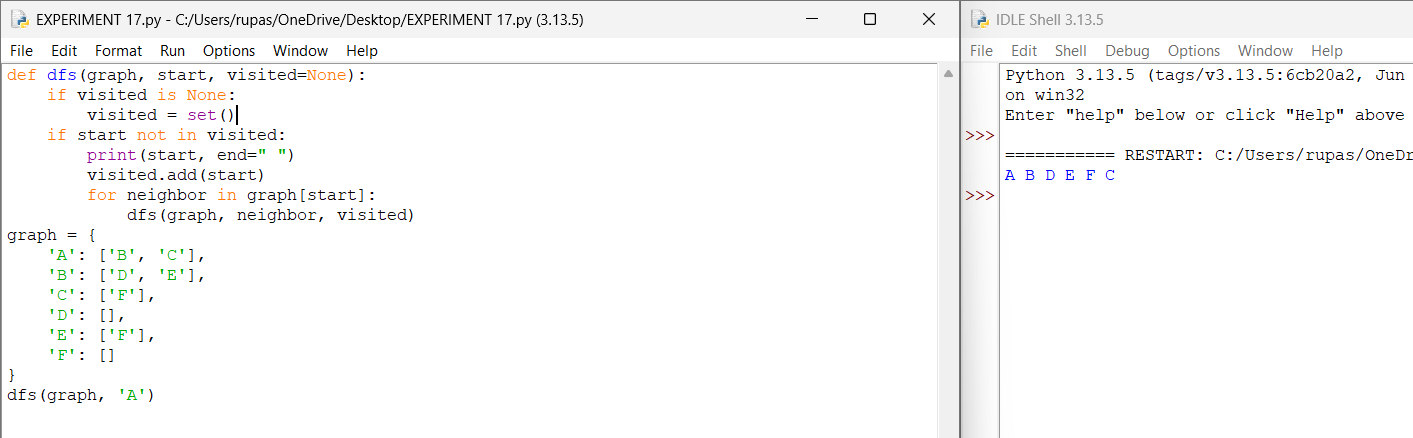 EXPERIMENT 17.py - C:/Users/rupas/OneDrive/Desktop/EXPERIMENT 17.py (3.13.5)
File Edit Format Run Options Window Help
def dfs(graph, start, visited=None):
    if visited is None:
        visited = set()
    if start not in visited:
        print(start, end=" ")
        visited.add(start)
        for neighbor in graph[start]:
            dfs(graph, neighbor, visited)
graph = {
    'A': ['B', 'C'],
    'B': ['D', 'E'],
    'C': ['F'],
    'D': [],
    'E': ['F'],
    'F': []
}
dfs(graph, 'A')
IDLE Shell 3.13.5
File Edit Shell Debug Options Window Help
Python 3.13.5 (tags/v3.13.5:6cb20a2, Jun
on win32
Enter "help" below or click "Help" above
>>>
=========== RESTART: C:/Users/rupas/OneDr
A B D E F C
>>>